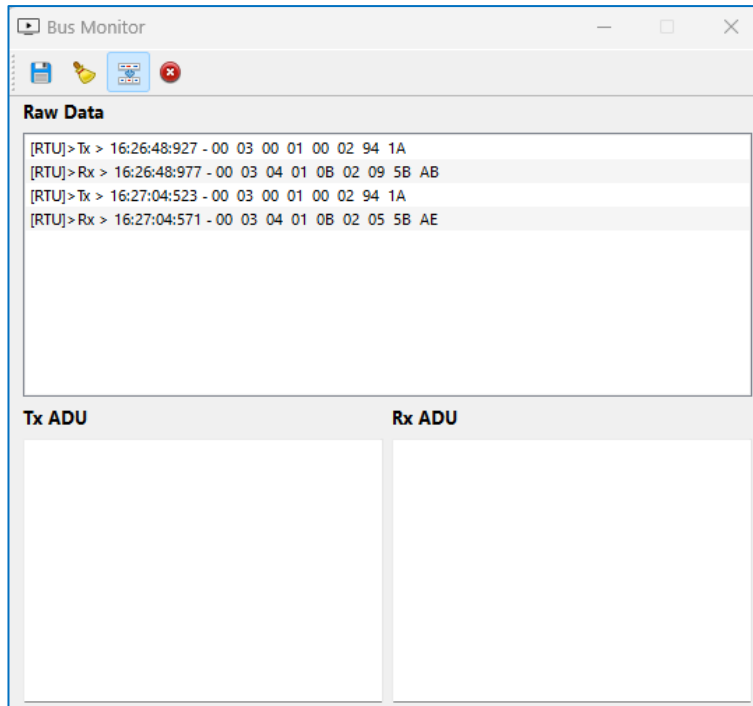 Bus Monitor
Raw Data
[RTU]>Tx > 16:26:48:927 - 00 03 00 01 00 02 94 1A
[RTU]>Rx > 16:26:48:977 - 00 03 04 01 0B 02 09 5B AB
[RTU]>Tx > 16:27:04:523 - 00 03 00 01 00 02 94 1A
[RTU]>Rx > 16:27:04:571 - 00 03 04 01 0B 02 05 5B AE
Tx ADU
Rx ADU